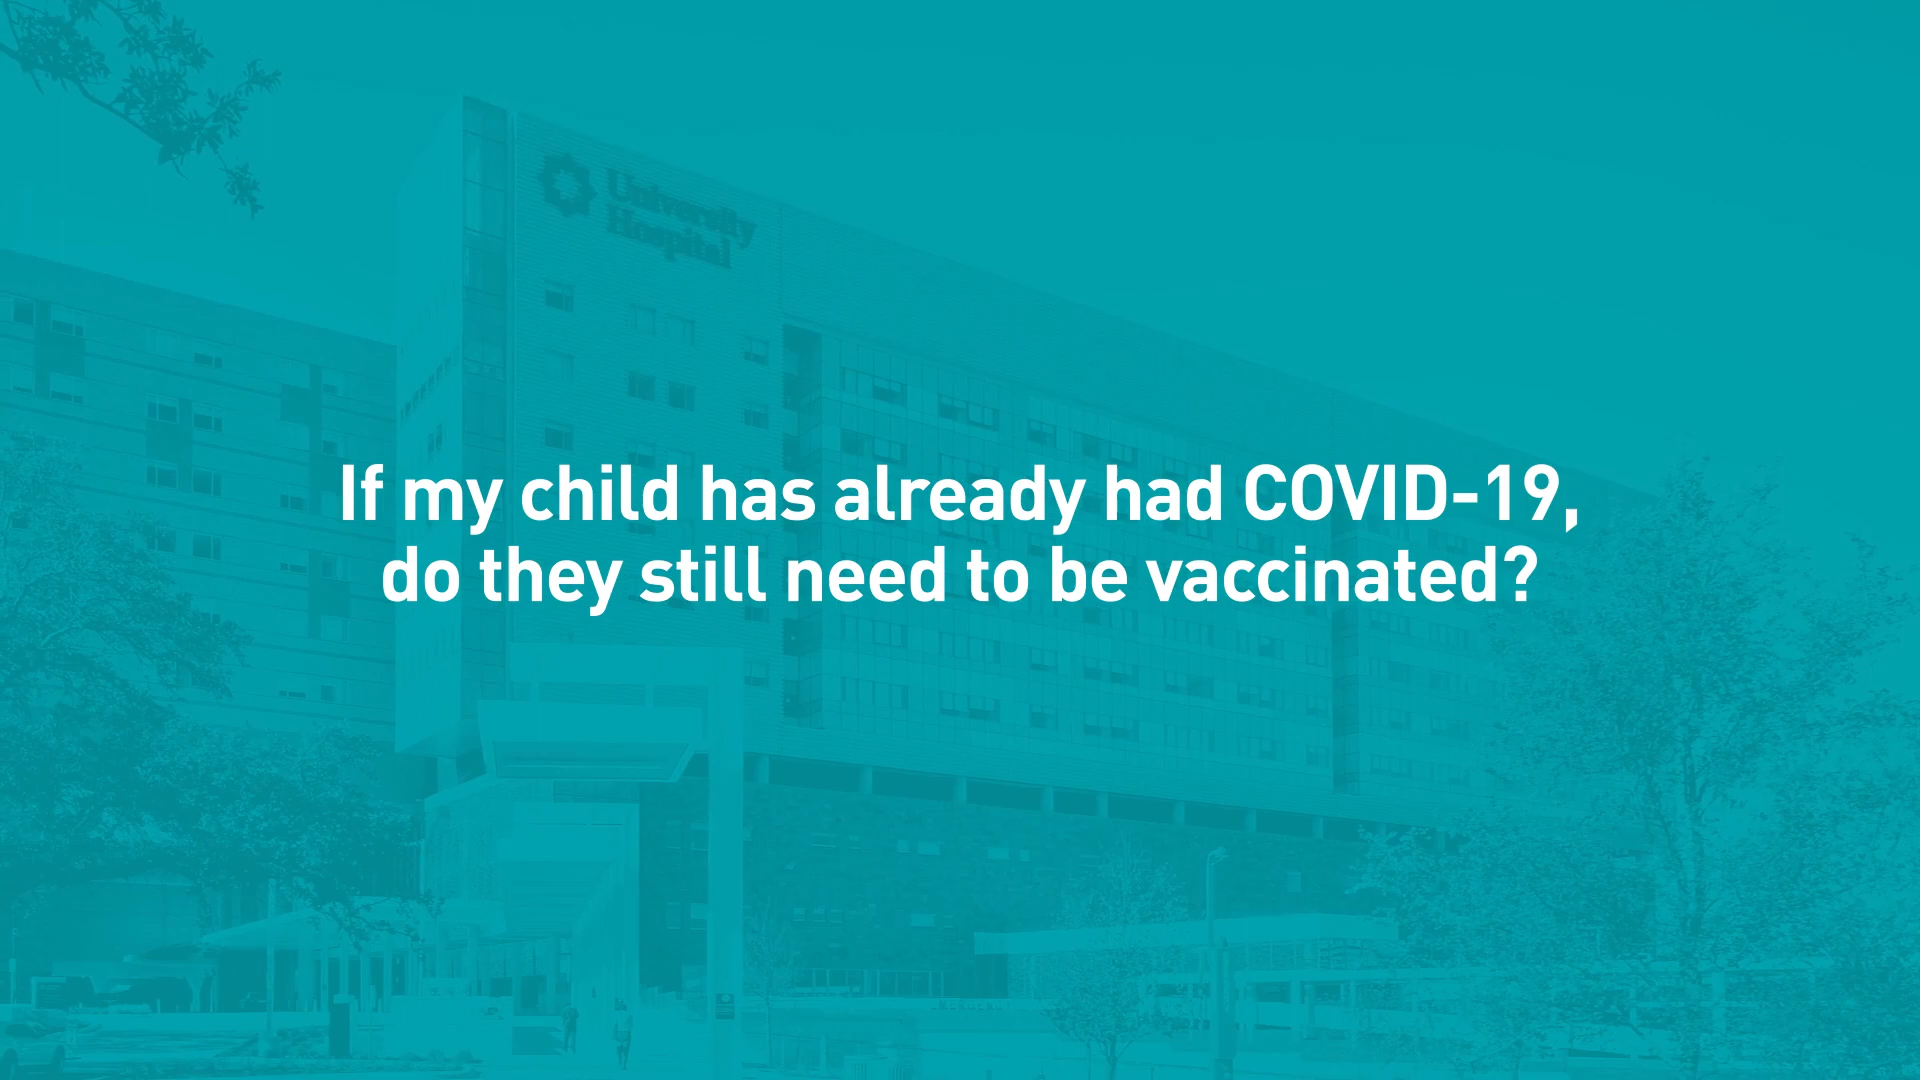 University
Hospital
If my child has already had COVID-19,
do they still need to be vaccinated?